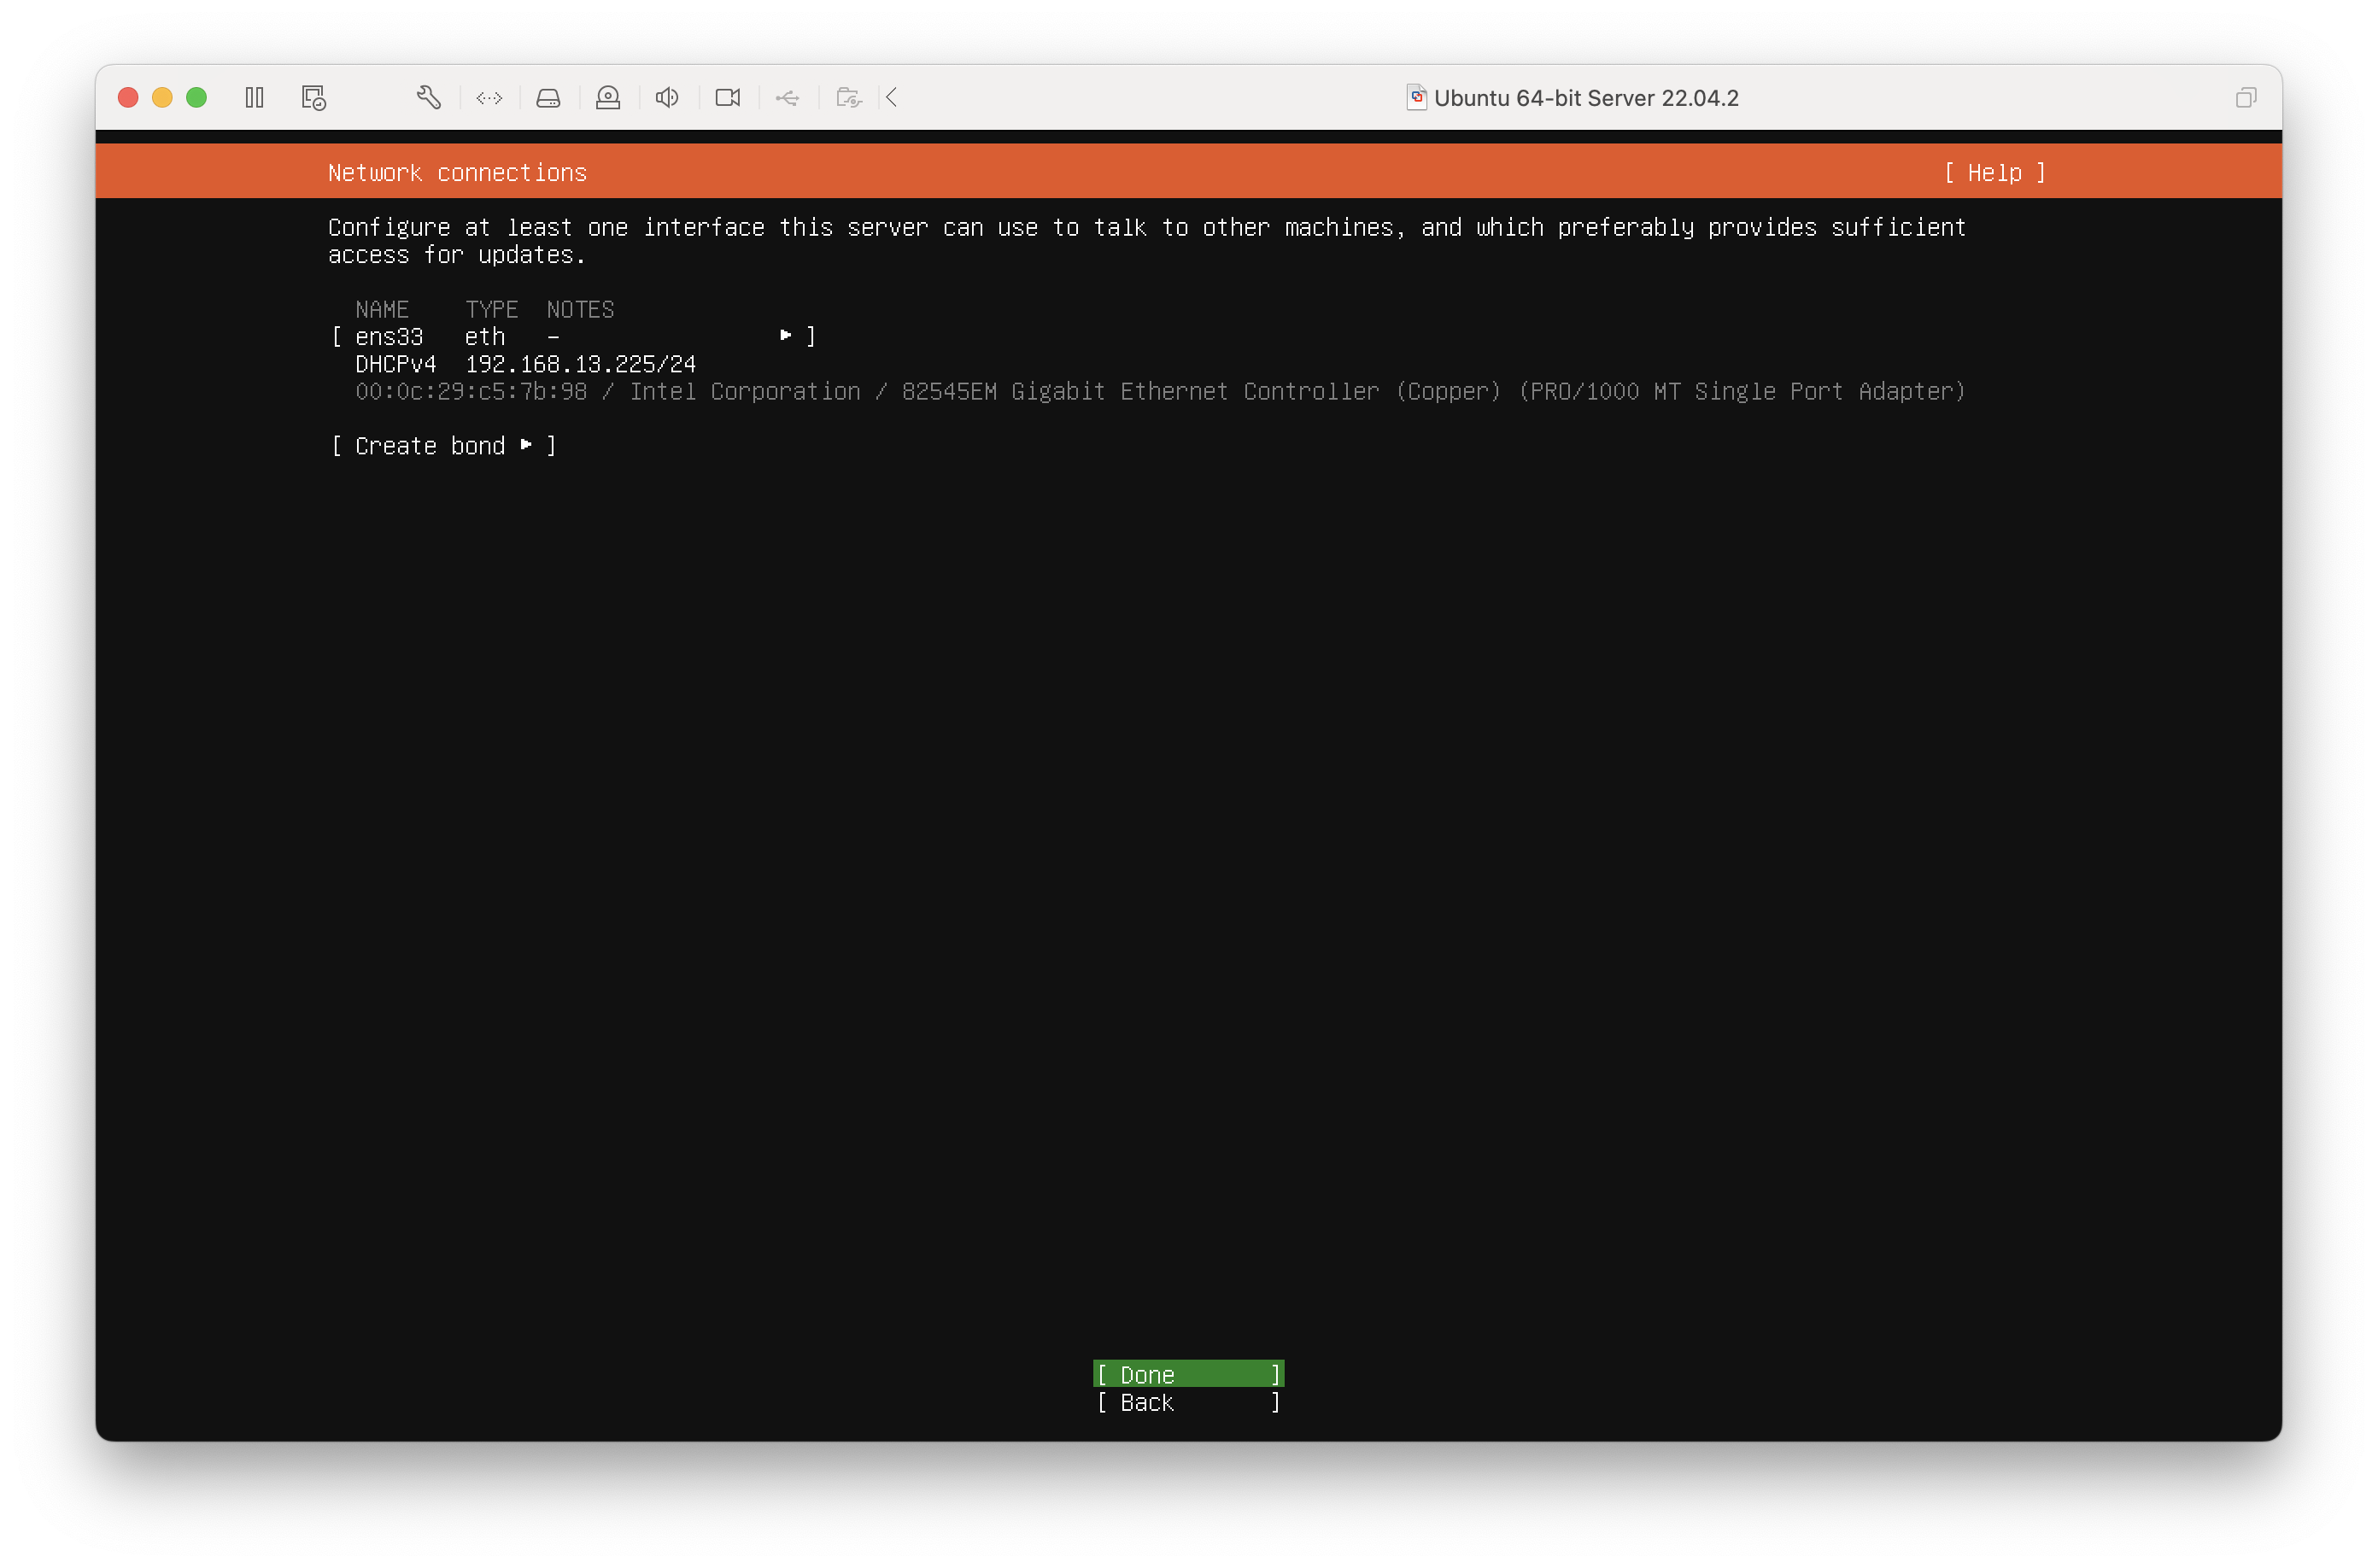 Ubuntu 64-bit Server 22.04.2
Network connections [ Help ]
Configure at least one interface this server can use to talk to other machines, and which preferably provides sufficient
access for updates.
NAME TYPE NOTES
[ ens33 eth – ▸ ]
DHCPv4 192.168.13.225/24
00:0c:29:c5:7b:98 / Intel Corporation / 82545EM Gigabit Ethernet Controller (Copper) (PRO/1000 MT Single Port Adapter)
[ Create bond ▸ ]
[ Done ]
[ Back ]